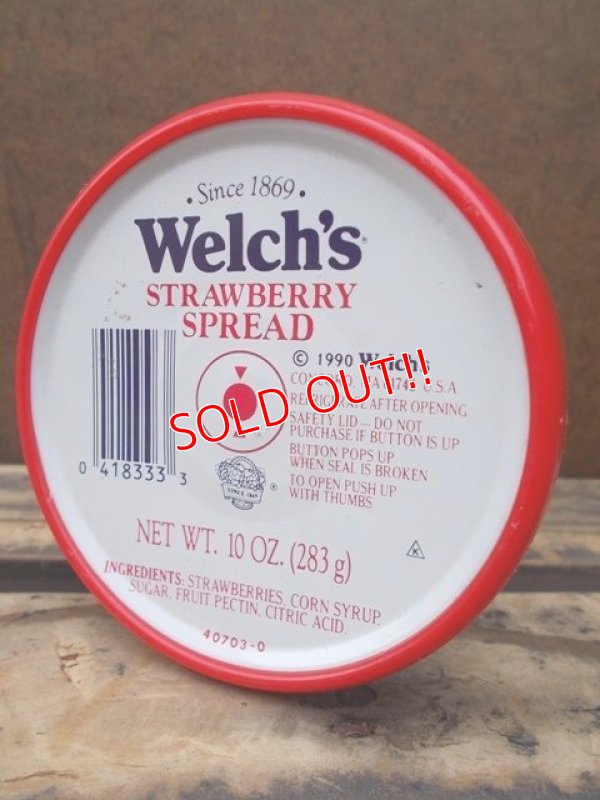 • Since 1869 •
Welch's
STRAWBERRY
SPREAD
© 1990 Welch's
U.S.A.
AFTER OPENING
SAFETY LID — DO NOT
PURCHASE IF BUTTON IS UP
BUTTON POPS UP
WHEN SEAL IS BROKEN
TO OPEN PUSH UP
WITH THUMBS
SOLD OUT!!
0 418333 3
SINCE 1869
®
NET WT. 10 OZ. (283 g)
K
INGREDIENTS: STRAWBERRIES, CORN SYRUP,
SUGAR, FRUIT PECTIN, CITRIC ACID.
40703-0